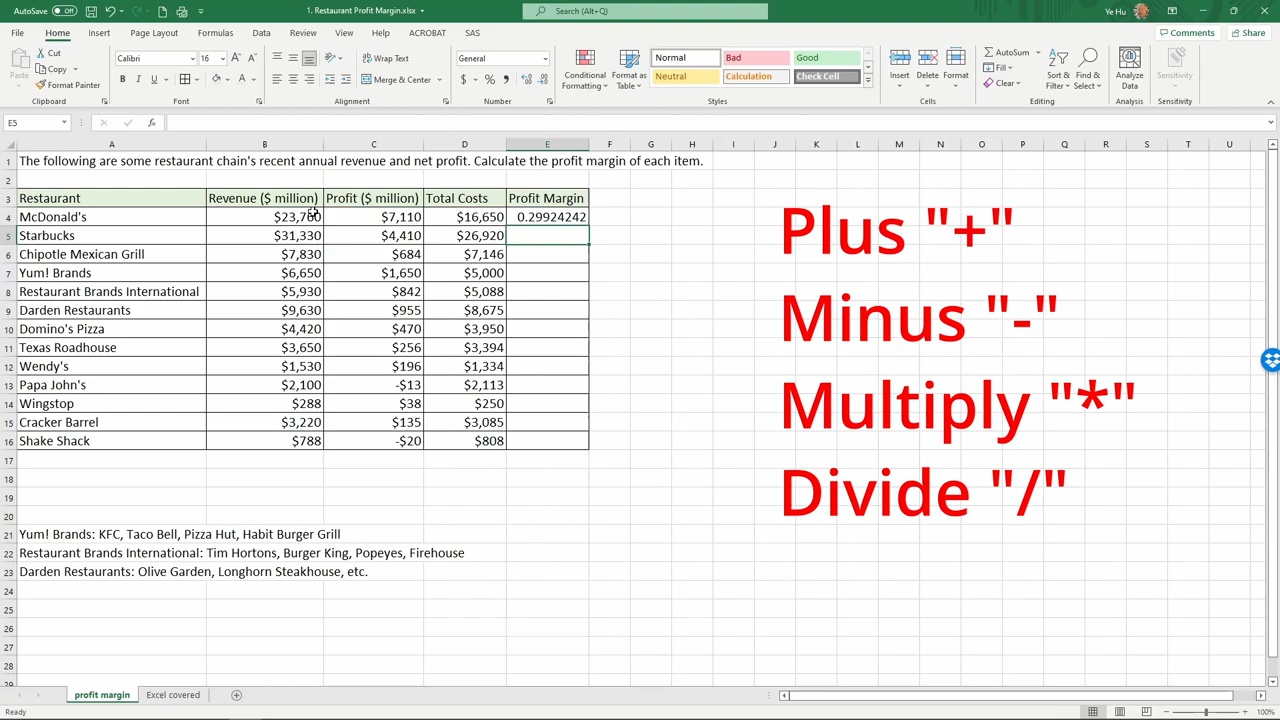 AutoSave Off 1. Restaurant Profit Margin.xlsx Search (Alt+Q) Ye Hu
File Home Insert Page Layout Formulas Data Review View Help ACROBAT SAS Comments Share
Paste Cut Copy Format Painter Clipboard
Calibri 16 B I U A Font
Wrap Text Merge & Center Alignment
General $ % , Number
Conditional Formatting Format as Table Normal Bad Good Neutral Calculation Check Cell Styles
Insert Delete Format Cells
AutoSum Fill Clear Sort & Filter Find & Select Editing
Analyze Data Analysis
Sensitivity Sensitivity
E5 fx
A B C D E F G H I J K L M N O P Q R S T U
1 The following are some restaurant chain's recent annual revenue and net profit. Calculate the profit margin of each item.
2
3 Restaurant Revenue ($ million) Profit ($ million) Total Costs Profit Margin
4 McDonald's $23,760 $7,110 $16,650 0.29924242
5 Starbucks $31,330 $4,410 $26,920
6 Chipotle Mexican Grill $7,830 $684 $7,146
7 Yum! Brands $6,650 $1,650 $5,000
8 Restaurant Brands International $5,930 $842 $5,088
9 Darden Restaurants $9,630 $955 $8,675
10 Domino's Pizza $4,420 $470 $3,950
11 Texas Roadhouse $3,650 $256 $3,394
12 Wendy's $1,530 $196 $1,334
13 Papa John's $2,100 -$13 $2,113
14 Wingstop $288 $38 $250
15 Cracker Barrel $3,220 $135 $3,085
16 Shake Shack $788 -$20 $808
17
18
19
20
21 Yum! Brands: KFC, Taco Bell, Pizza Hut, Habit Burger Grill
22 Restaurant Brands International: Tim Hortons, Burger King, Popeyes, Firehouse
23 Darden Restaurants: Olive Garden, Longhorn Steakhouse, etc.
24
25
26
27
28
29
Plus "+"
Minus "-"
Multiply "*"
Divide "/"
profit margin Excel covered
Ready 100%